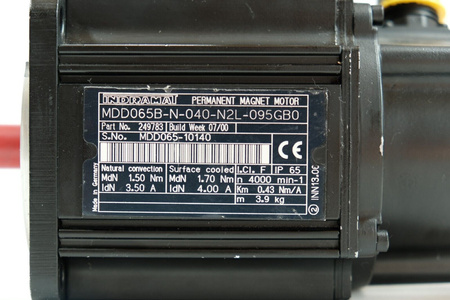 INDRAMAT PERMANENT MAGNET MOTOR
MDD065B-N-040-N2L-095GB0
Part No. 249783 Build Week 07/00
S.No. MDD065-10140
CE
Natural convection Surface cooled I.Cl. F IP 65
MdN 1.50 Nm MdN 1.70 Nm n 4000 min-1
IdN 3.50 A IdN 4.00 A Km 0.43 Nm/A
m 3.9 kg
Made in Germany
2 INN13.06